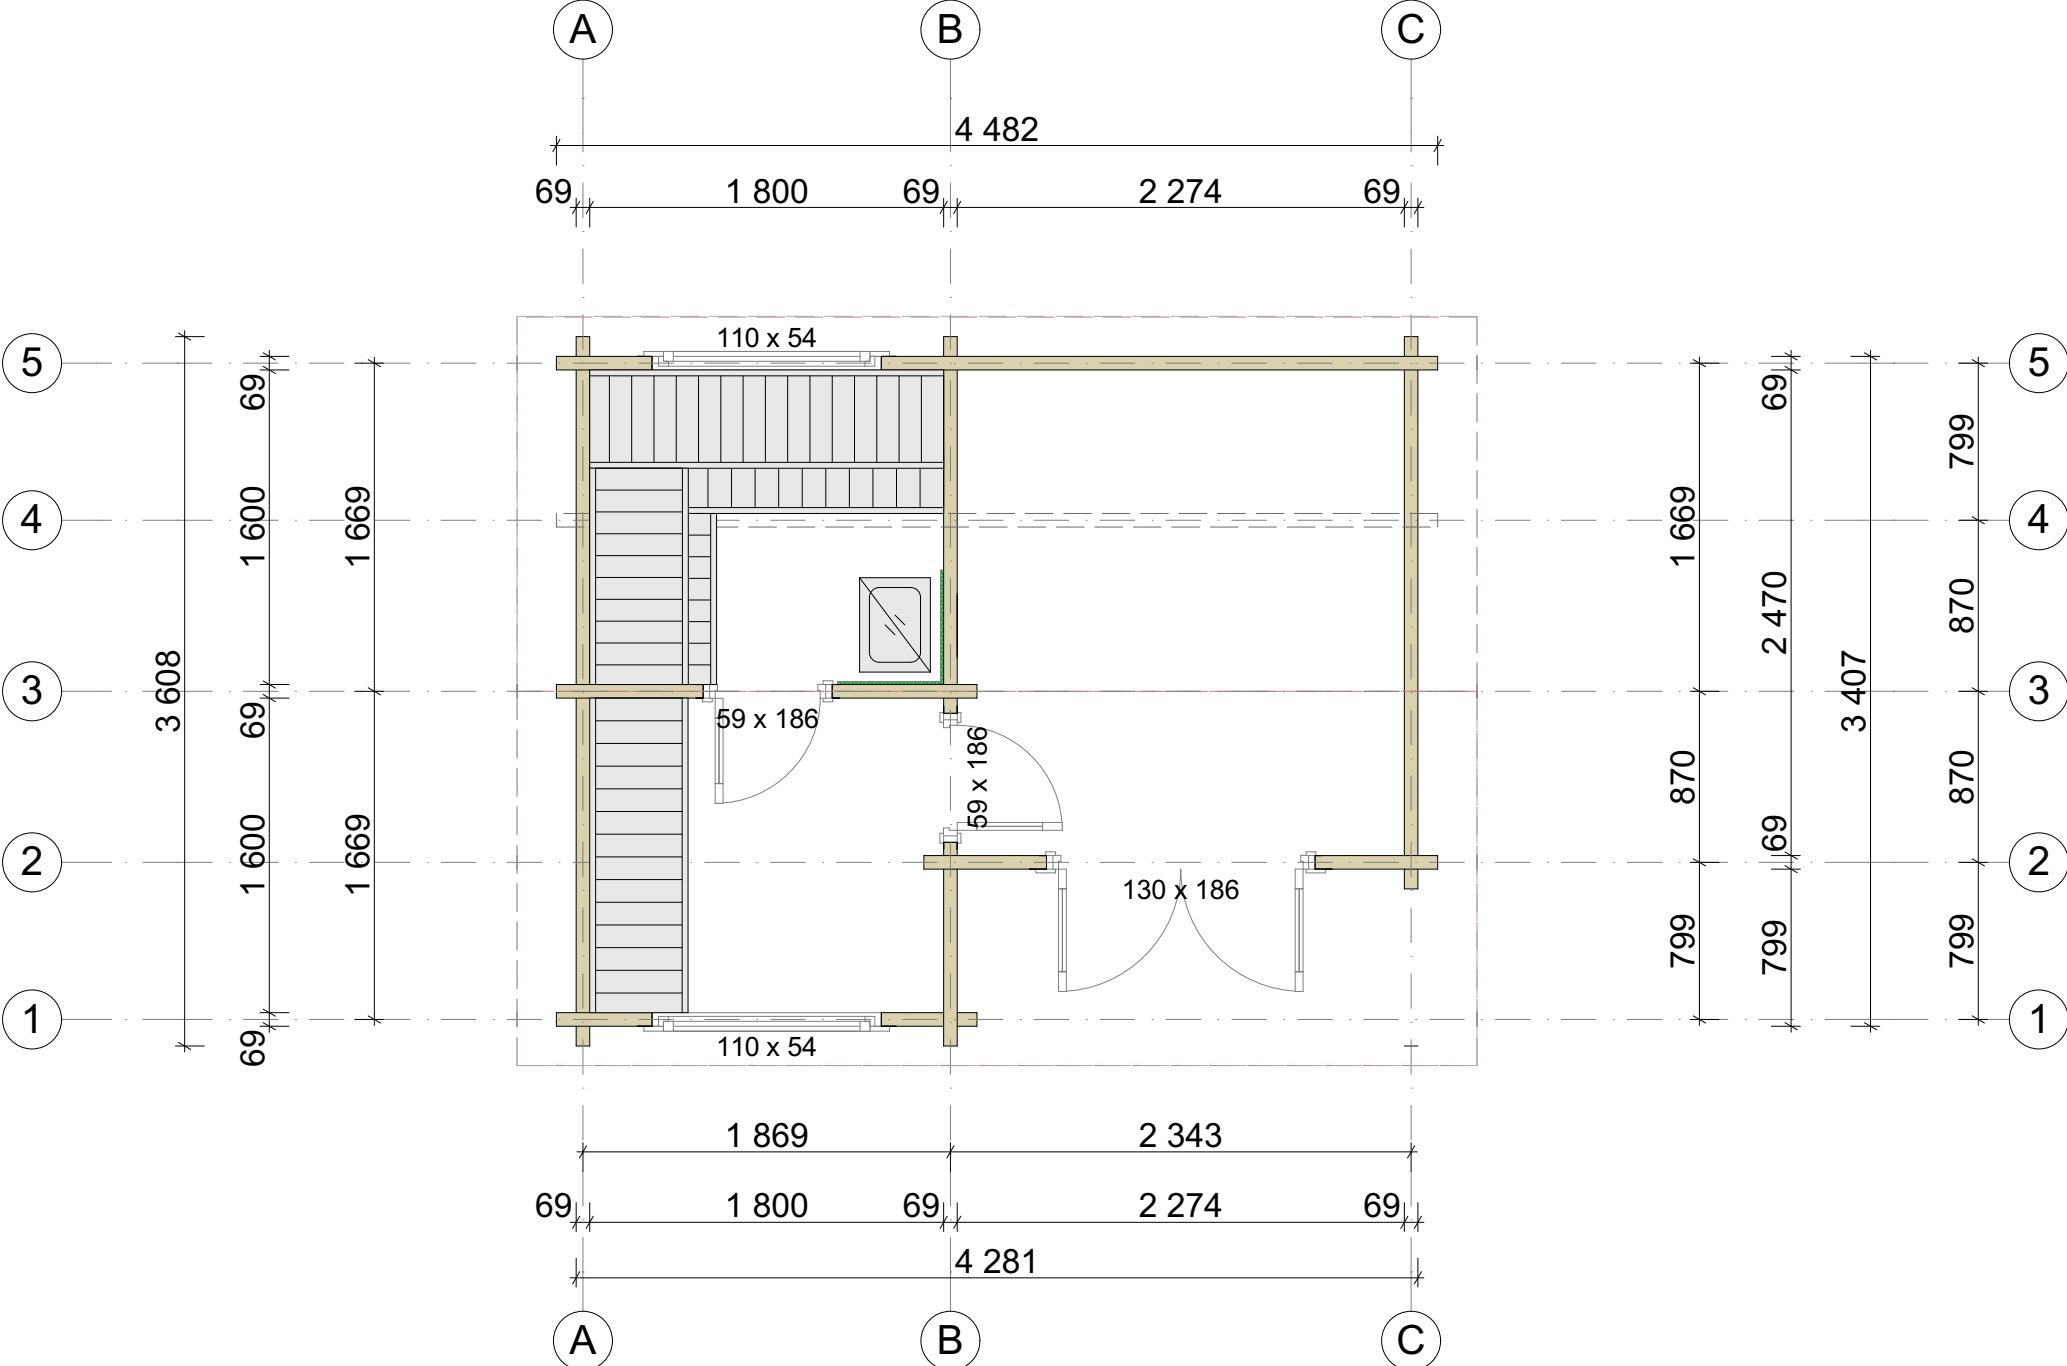 A B C
4 482
69 1 800 69 2 274 69
110 x 54
5 5
69 69 799
4 4
1 600 1 669 1 669 2 470 870
3 608 3 407
3 3
69 59 x 186 59 x 186
1 600 1 669 870 69 870
2 2
130 x 186
799 799 799
1 1
69
110 x 54
1 869 2 343
69 1 800 69 2 274 69
4 281
A B C